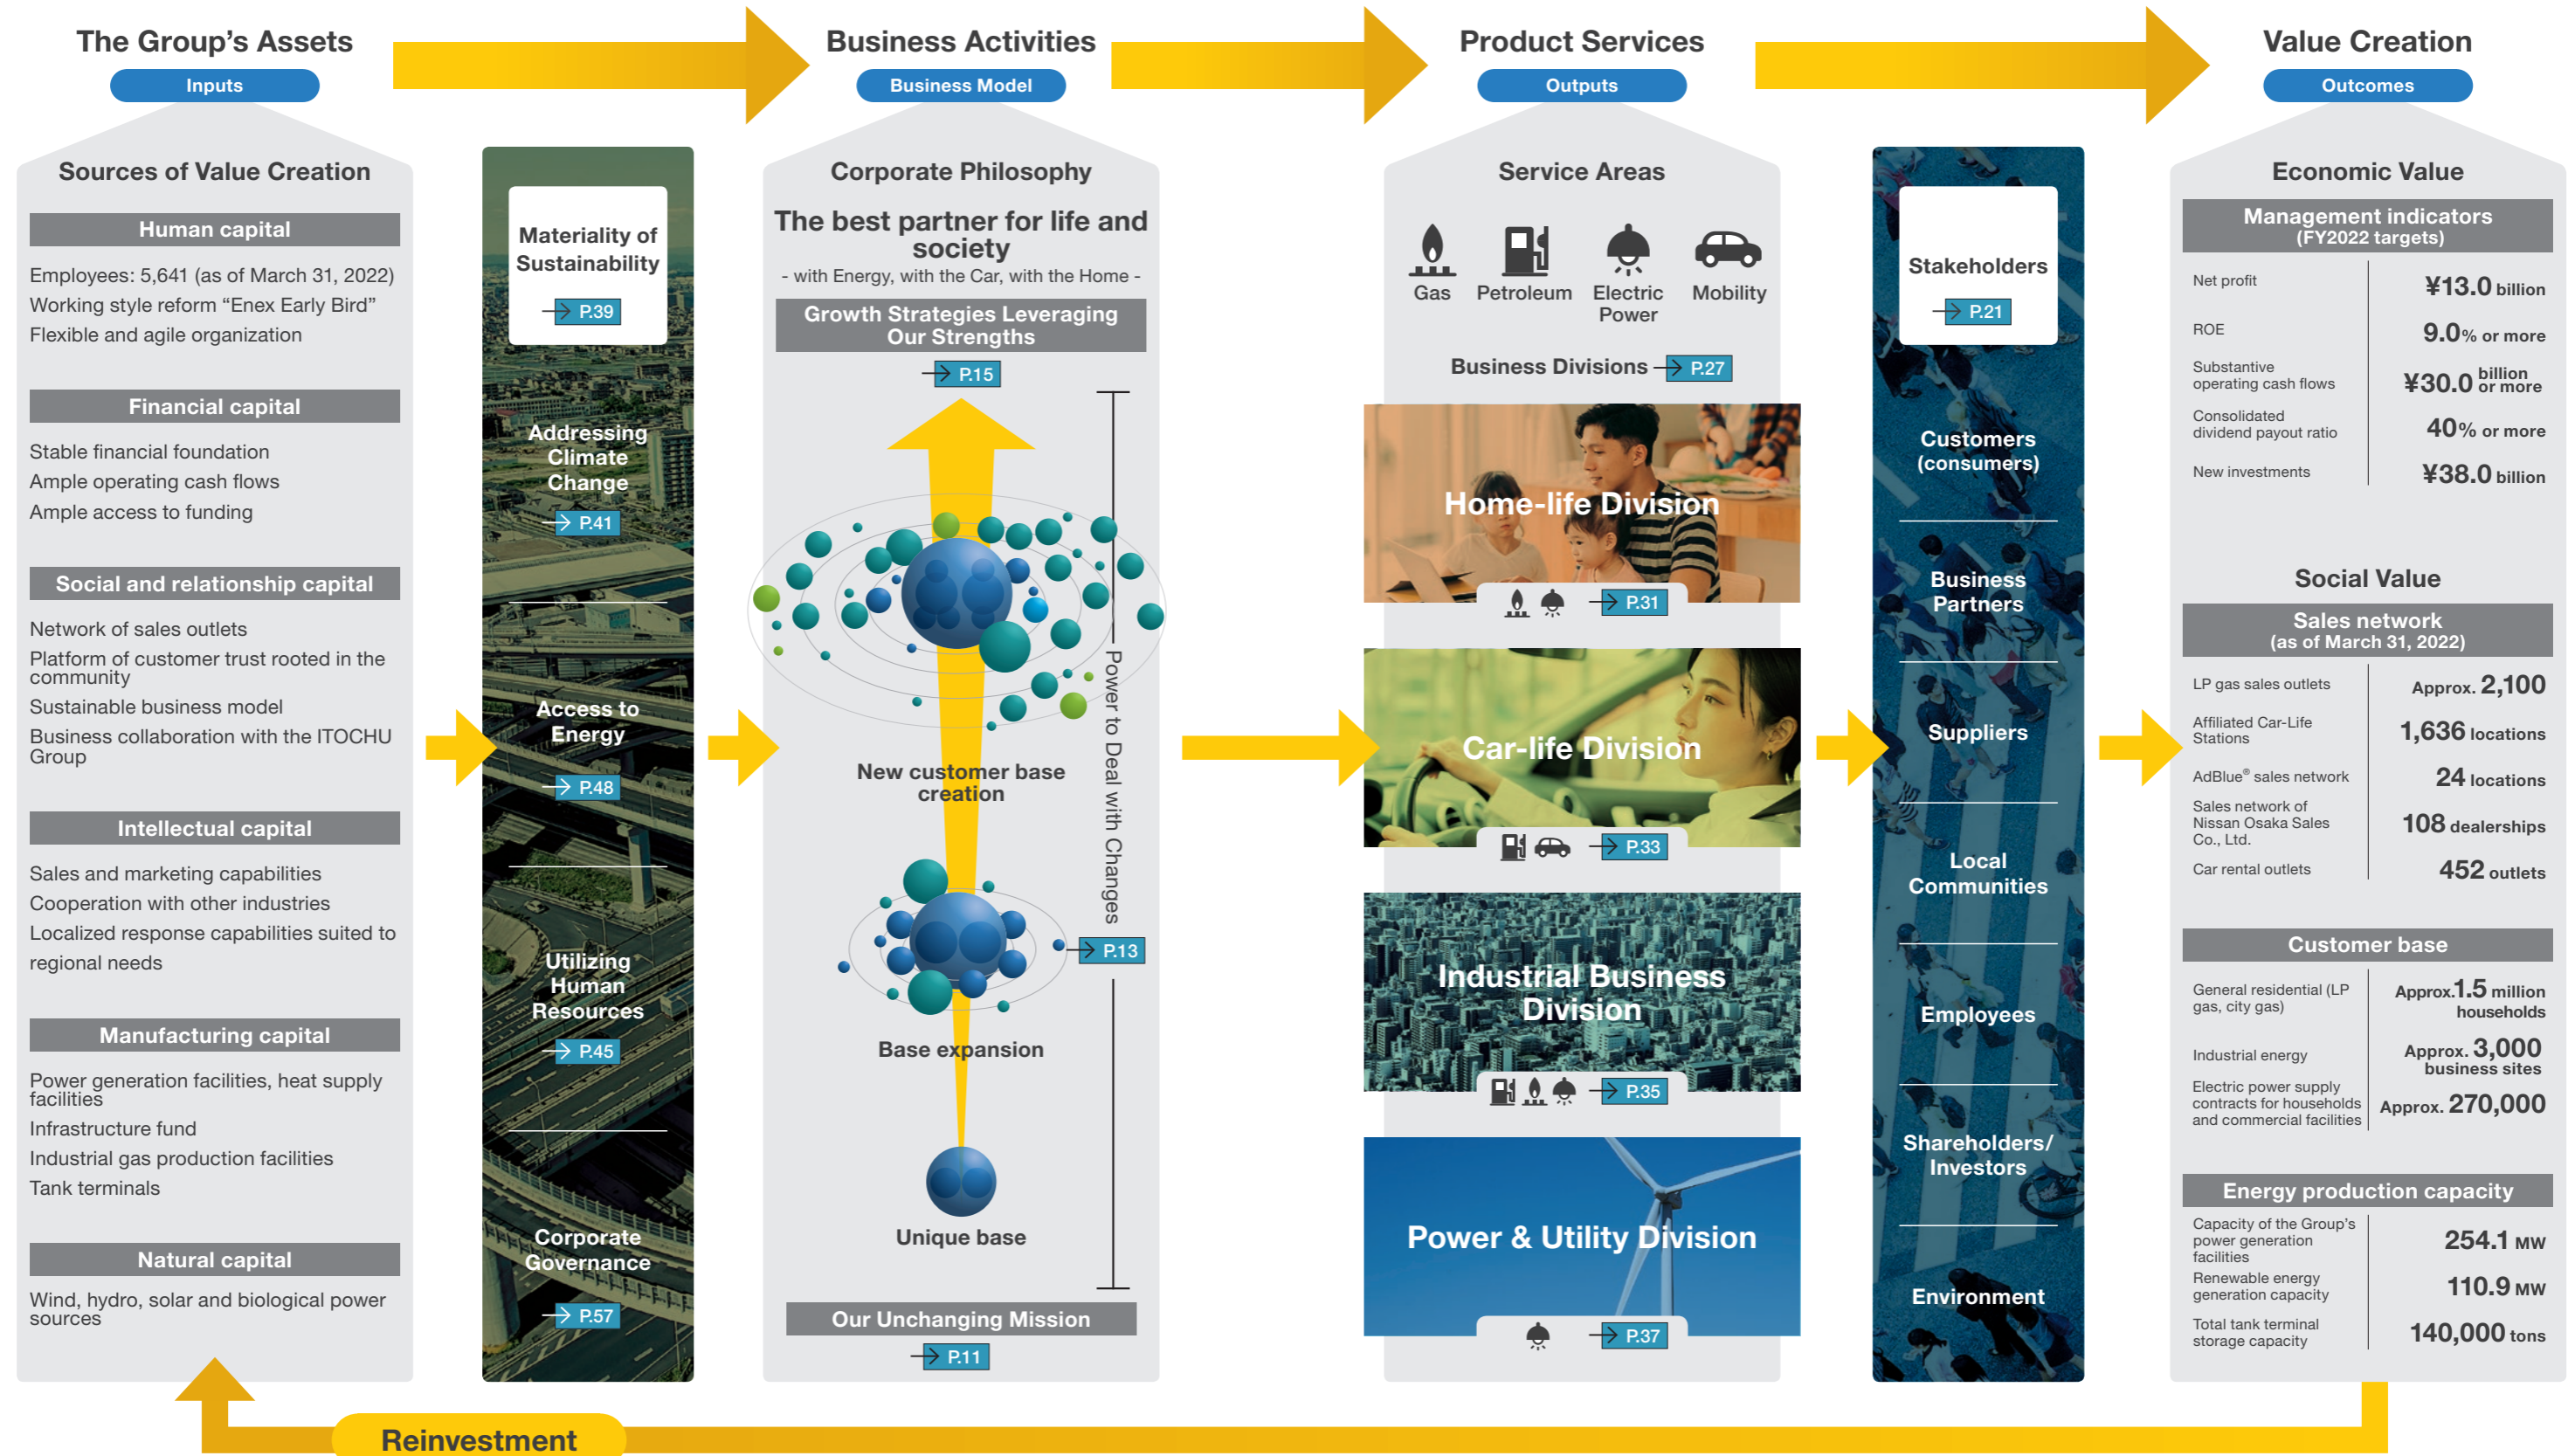 The Group's Assets
Inputs
Sources of Value Creation
Human capital
Employees: 5,641 (as of March 31, 2022)
Working style reform “Enex Early Bird”
Flexible and agile organization
Financial capital
Stable financial foundation
Ample operating cash flows
Ample access to funding
Social and relationship capital
Network of sales outlets
Platform of customer trust rooted in the
community
Sustainable business model
Business collaboration with the ITOCHU
Group
Intellectual capital
Sales and marketing capabilities
Cooperation with other industries
Localized response capabilities suited to
regional needs
Manufacturing capital
Power generation facilities, heat supply
facilities
Infrastructure fund
Industrial gas production facilities
Tank terminals
Natural capital
Wind, hydro, solar and biological power
sources
Materiality of
Sustainability
P.39
Addressing
Climate
Change
P.41
Access to
Energy
P.48
Utilizing
Human
Resources
P.45
Corporate
Governance
P.57
Business Activities
Business Model
Corporate Philosophy
The best partner for life and
society
- with Energy, with the Car, with the Home -
Growth Strategies Leveraging
Our Strengths
P.15
Power to Deal with Changes
P.13
New customer base
creation
Base expansion
Unique base
Our Unchanging Mission
P.11
Product Services
Outputs
Service Areas
Gas
Petroleum
Electric
Power
Mobility
Business Divisions
P.27
Home-life Division
P.31
Car-life Division
P.33
Industrial Business
Division
P.35
Power & Utility Division
P.37
Stakeholders
P.21
Customers
(consumers)
Business
Partners
Suppliers
Local
Communities
Employees
Shareholders/
Investors
Environment
Value Creation
Outcomes
Economic Value
Management indicators
(FY2022 targets)
Net profit
¥13.0 billion
ROE
9.0% or more
Substantive
operating cash flows
¥30.0 billion
or more
Consolidated
dividend payout ratio
40% or more
New investments
¥38.0 billion
Social Value
Sales network
(as of March 31, 2022)
LP gas sales outlets
Approx. 2,100
Affiliated Car-Life
Stations
1,636 locations
AdBlue® sales network
24 locations
Sales network of
Nissan Osaka Sales
Co., Ltd.
108 dealerships
Car rental outlets
452 outlets
Customer base
General residential (LP
gas, city gas)
Approx.1.5 million
households
Industrial energy
Approx. 3,000
business sites
Electric power supply
contracts for households
and commercial facilities
Approx. 270,000
Energy production capacity
Capacity of the Group's
power generation
facilities
254.1 MW
Renewable energy
generation capacity
110.9 MW
Total tank terminal
storage capacity
140,000 tons
Reinvestment